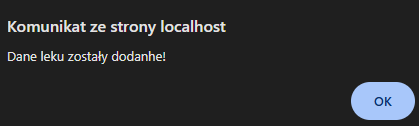 Komunikat ze strony localhost
Dane leku zostały dodanhe!
OK